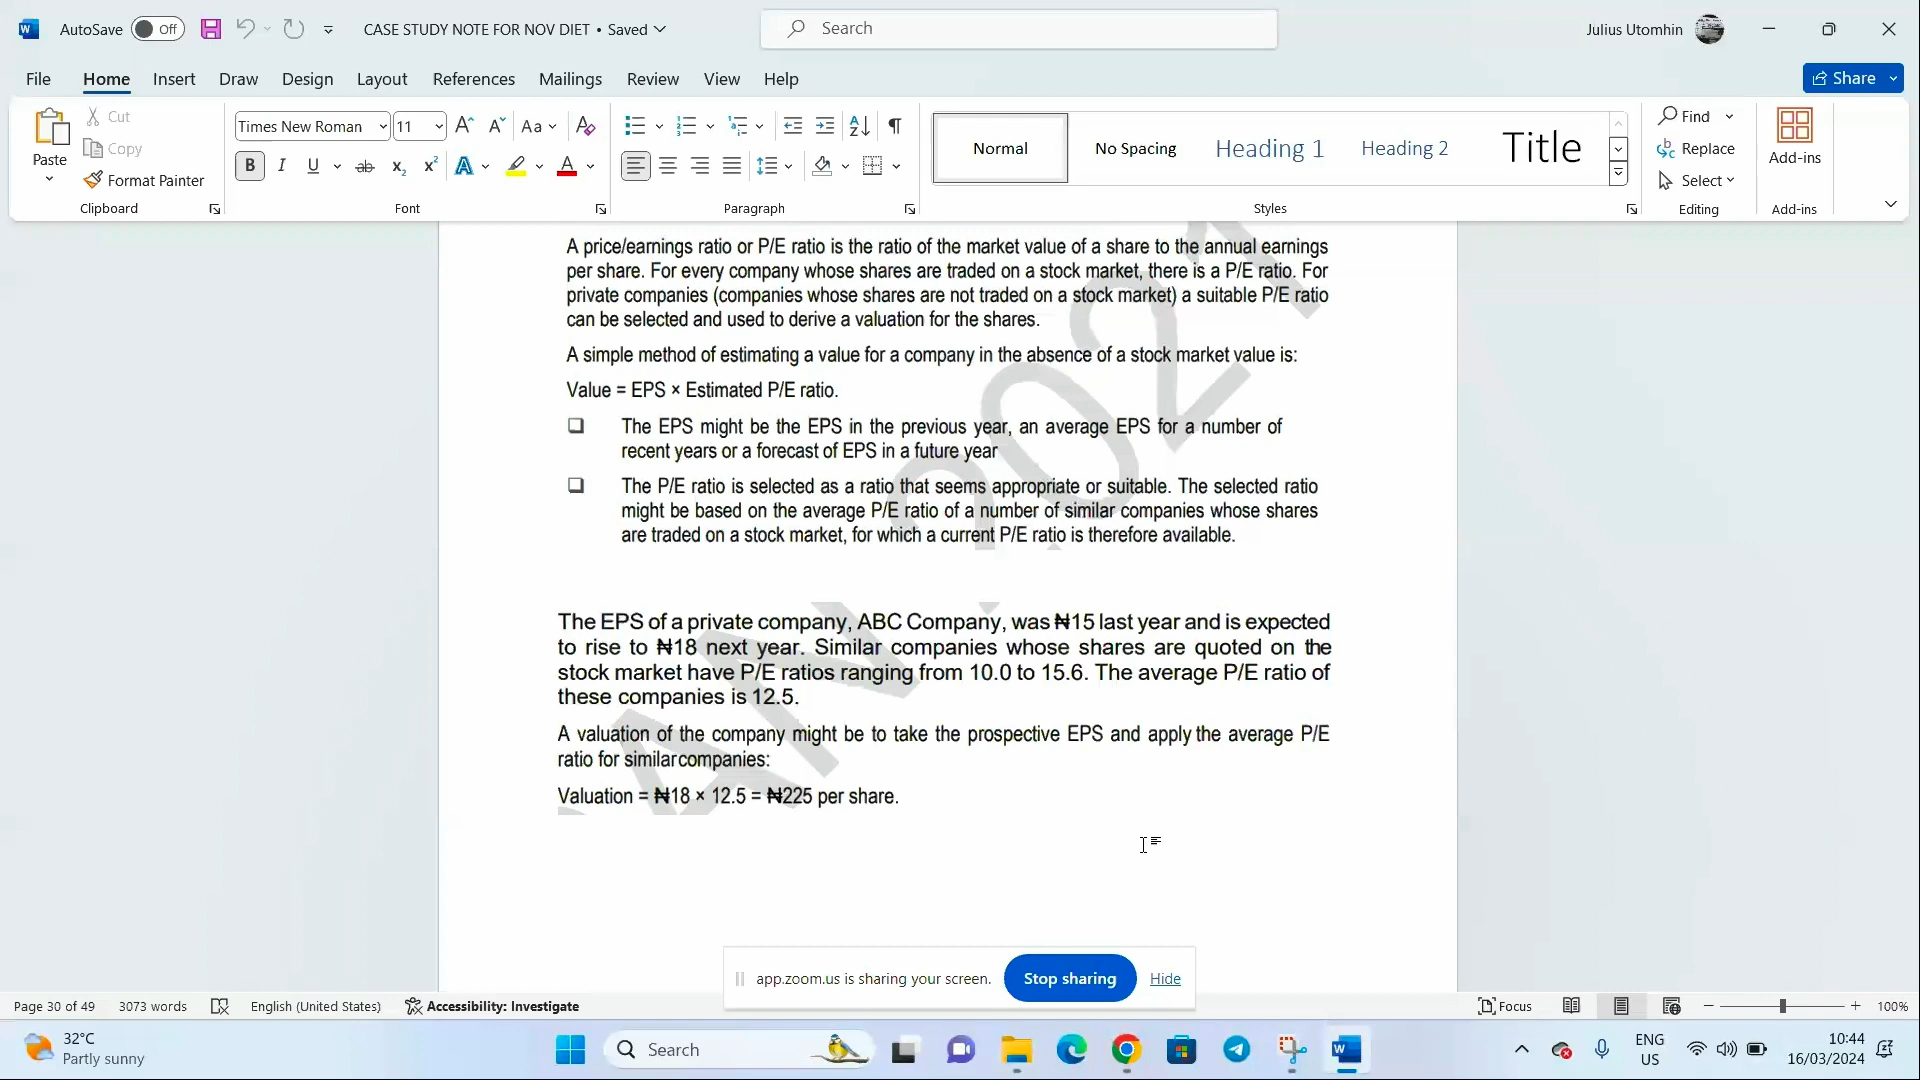 AutoSave Off CASE STUDY NOTE FOR NOV DIET • Saved Search Julius Utomhin
File Home Insert Draw Design Layout References Mailings Review View Help Share
Paste Cut Copy Format Painter Clipboard
Times New Roman 11 Aa Font
Paragraph
Normal No Spacing Heading 1 Heading 2 Title Styles
Find Replace Select Editing
Add-ins Add-ins
A price/earnings ratio or P/E ratio is the ratio of the market value of a share to the annual earnings
per share. For every company whose shares are traded on a stock market, there is a P/E ratio. For
private companies (companies whose shares are not traded on a stock market) a suitable P/E ratio
can be selected and used to derive a valuation for the shares.
A simple method of estimating a value for a company in the absence of a stock market value is:
Value = EPS × Estimated P/E ratio.
❑ The EPS might be the EPS in the previous year, an average EPS for a number of
recent years or a forecast of EPS in a future year
❑ The P/E ratio is selected as a ratio that seems appropriate or suitable. The selected ratio
might be based on the average P/E ratio of a number of similar companies whose shares
are traded on a stock market, for which a current P/E ratio is therefore available.
The EPS of a private company, ABC Company, was ₦15 last year and is expected
to rise to ₦18 next year. Similar companies whose shares are quoted on the
stock market have P/E ratios ranging from 10.0 to 15.6. The average P/E ratio of
these companies is 12.5.
A valuation of the company might be to take the prospective EPS and apply the average P/E
ratio for similar companies:
Valuation = ₦18 × 12.5 = ₦225 per share.
app.zoom.us is sharing your screen. Stop sharing Hide
Page 30 of 49 3073 words English (United States) Accessibility: Investigate Focus 100%
32°C
Partly sunny
Search
ENG
US
10:44
16/03/2024